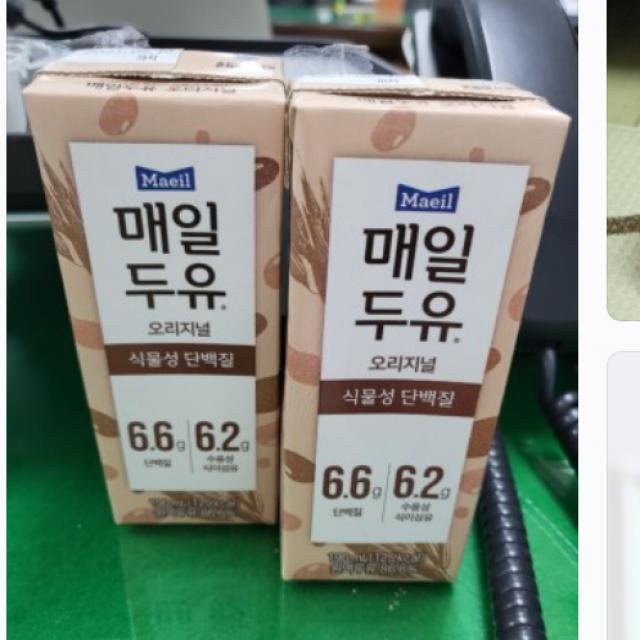 Maeil
매일
두유
오리지널
식물성 단백질
6.6g 단백질
6.2g 수용성 식이섬유
Maeil
매일
두유
오리지널
식물성 단백질
6.6g 단백질
6.2g 수용성 식이섬유